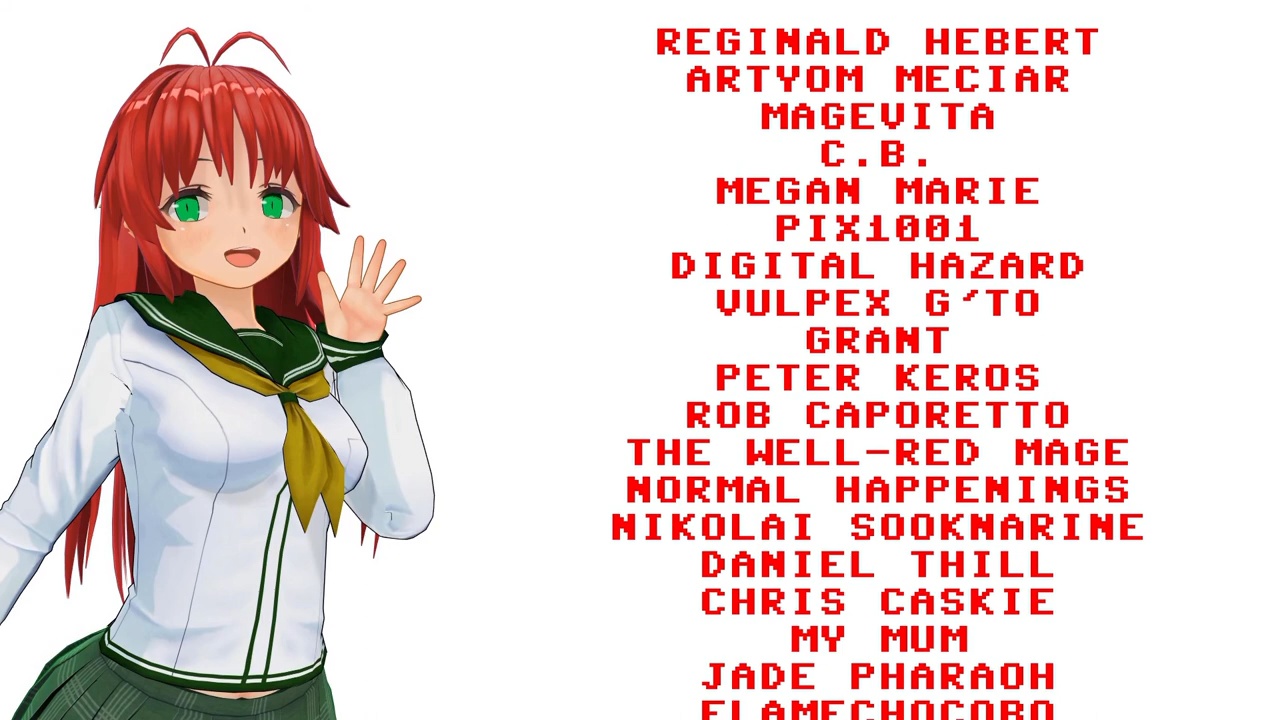 REGINALD HEBERT
ARTYOM MECIAR
MAGEVITA
C.B.
MEGAN MARIE
PIX1001
DIGITAL HAZARD
VULPEX G'TO
GRANT
PETER KEROS
ROB CAPORETTO
THE WELL-RED MAGE
NORMAL HAPPENINGS
NIKOLAI SOOKNARINE
DANIEL THILL
CHRIS CASKIE
MY MUM
JADE PHARAOH
FLAMECHOCOBO